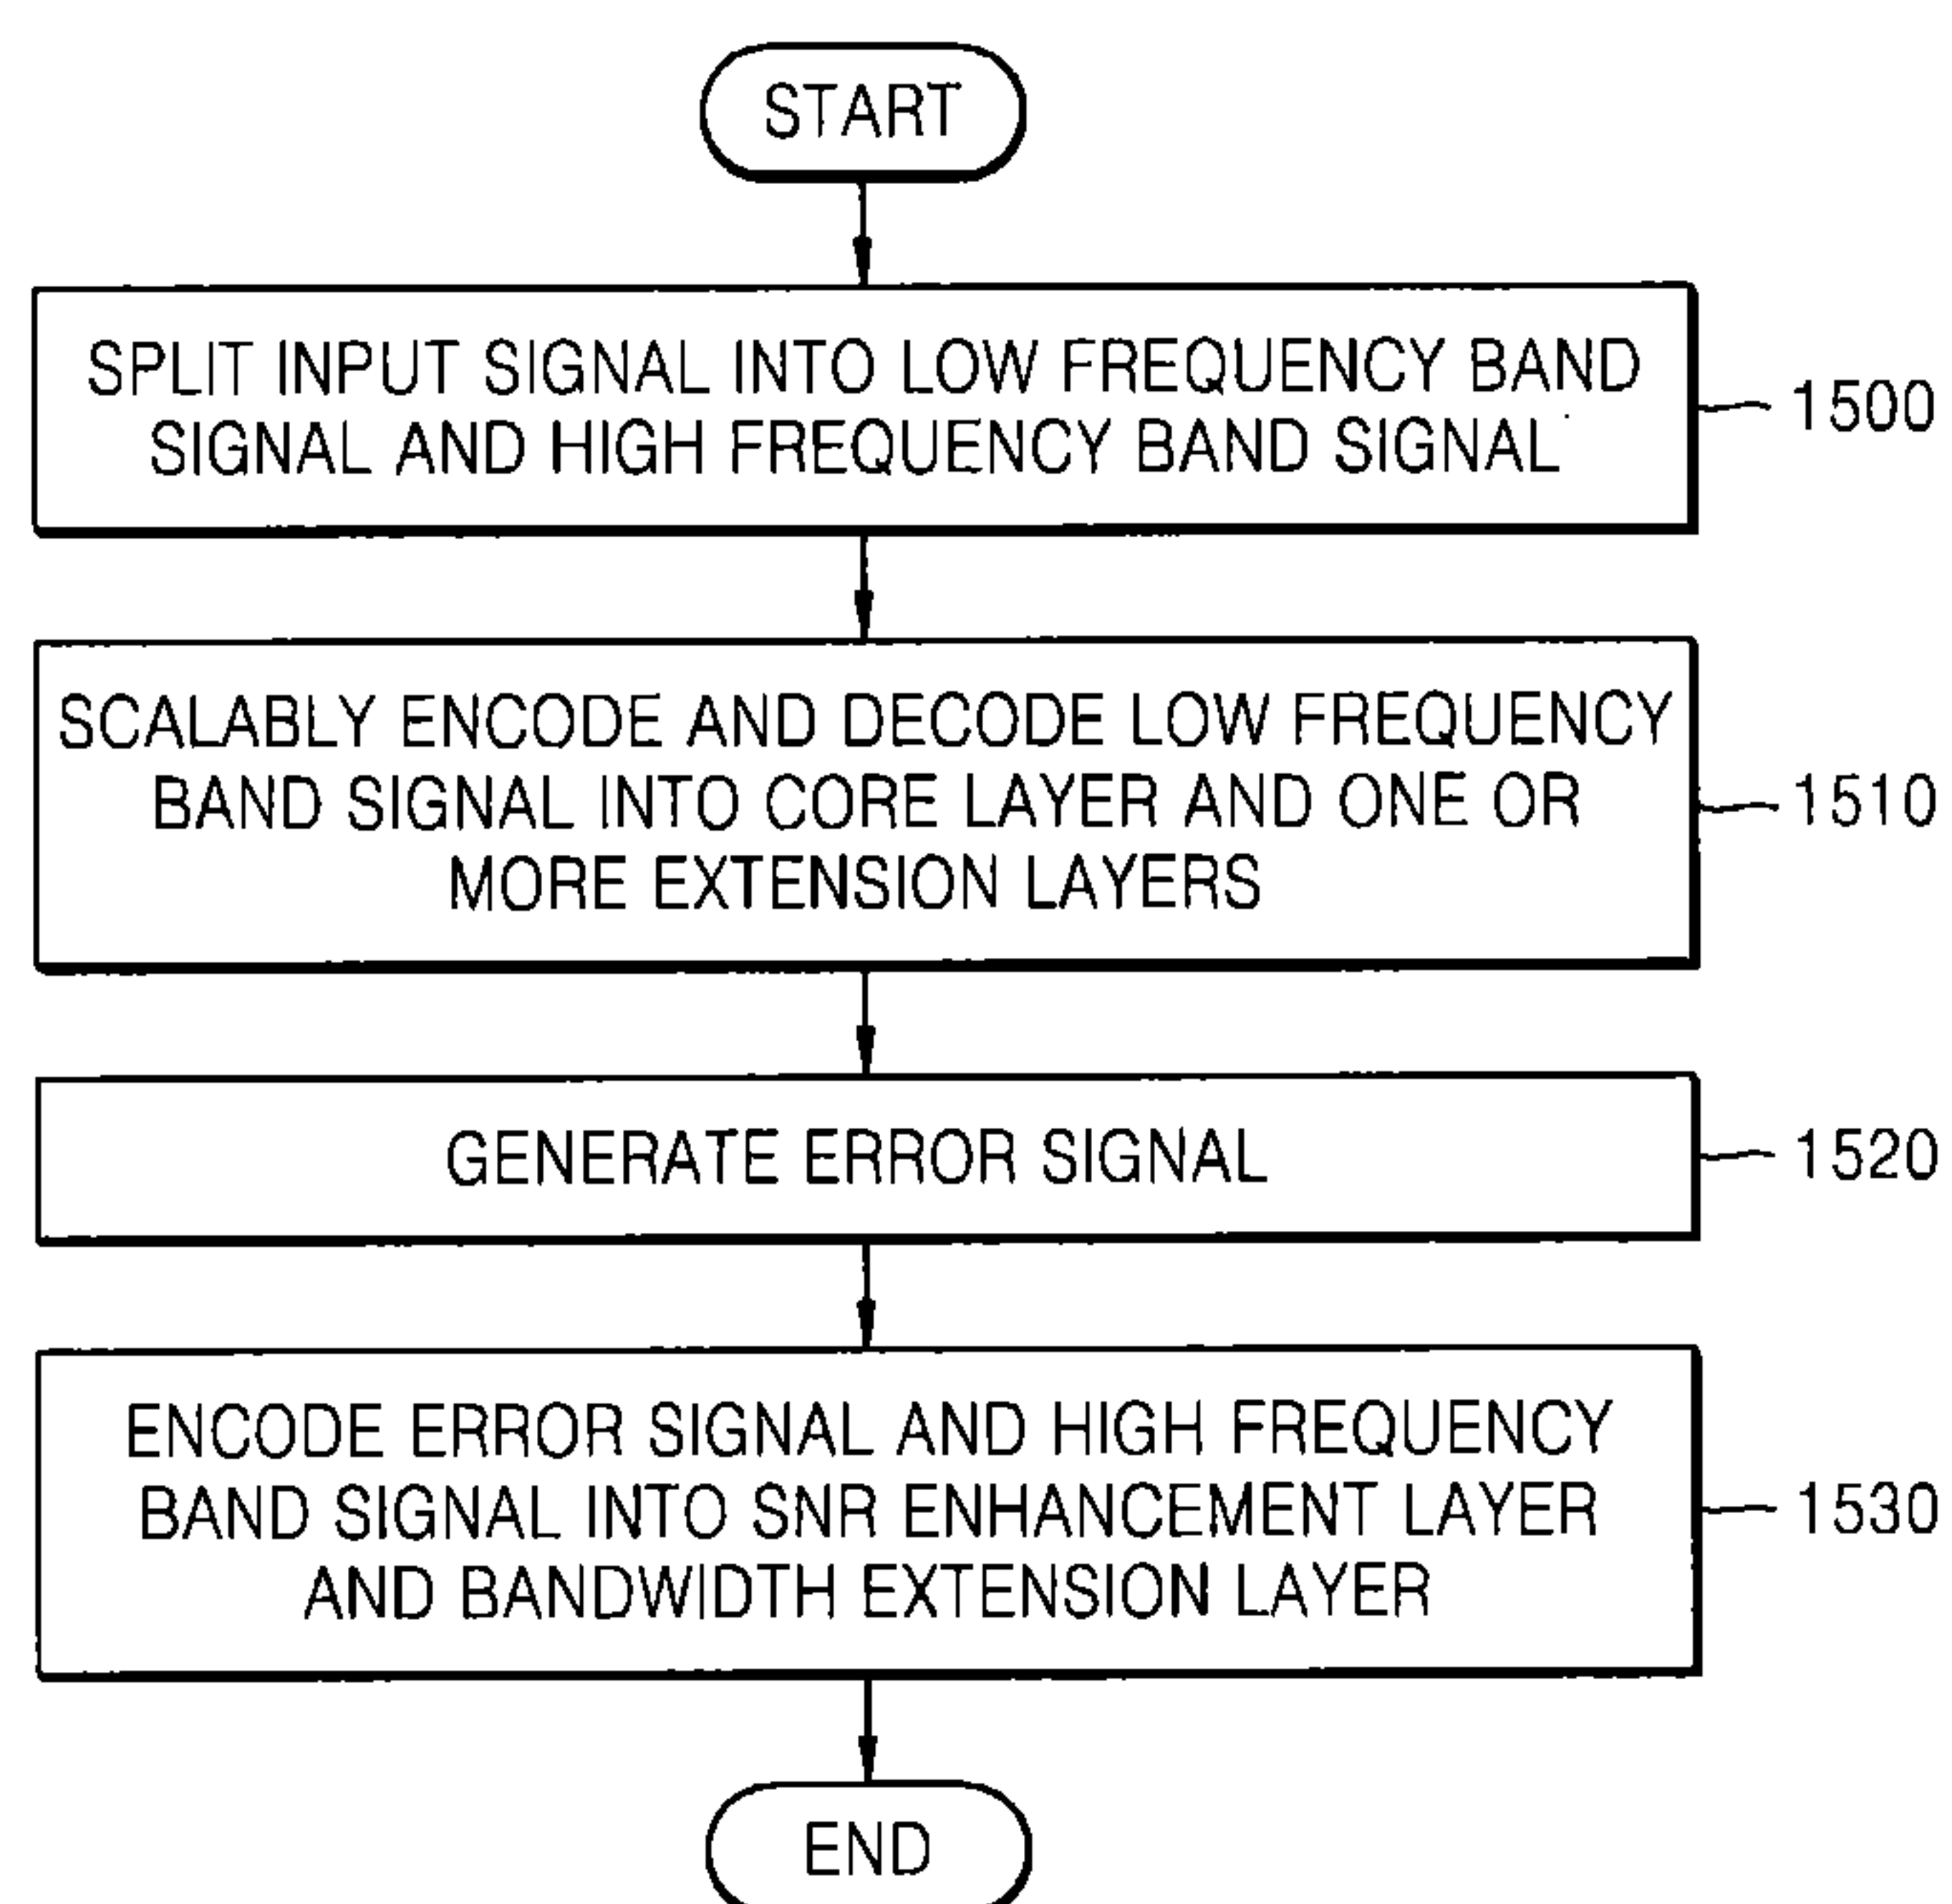 START
SPLIT INPUT SIGNAL INTO LOW FREQUENCY BAND
SIGNAL AND HIGH FREQUENCY BAND SIGNAL
1500
SCALABLY ENCODE AND DECODE LOW FREQUENCY
BAND SIGNAL INTO CORE LAYER AND ONE OR
MORE EXTENSION LAYERS
1510
GENERATE ERROR SIGNAL
1520
ENCODE ERROR SIGNAL AND HIGH FREQUENCY
BAND SIGNAL INTO SNR ENHANCEMENT LAYER
AND BANDWIDTH EXTENSION LAYER
1530
END